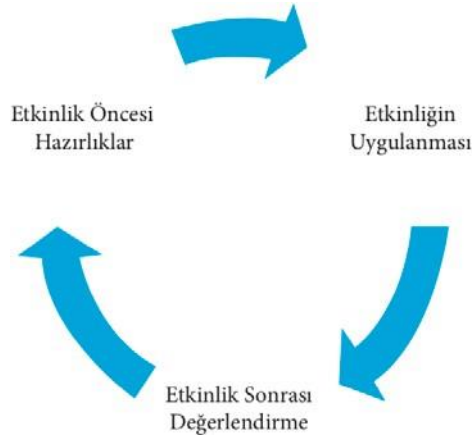 Etkinlik Öncesi
Hazırlıklar
Etkinliğin
Uygulanması
Etkinlik Sonrası
Değerlendirme